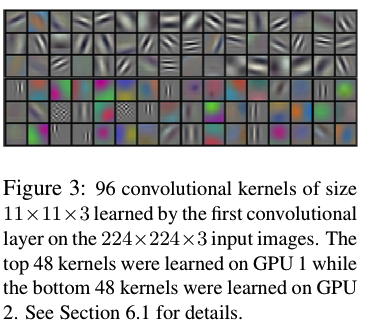 Figure 3: 96 convolutional kernels of size
11×11×3 learned by the first convolutional
layer on the 224×224×3 input images. The
top 48 kernels were learned on GPU 1 while
the bottom 48 kernels were learned on GPU
2. See Section 6.1 for details.